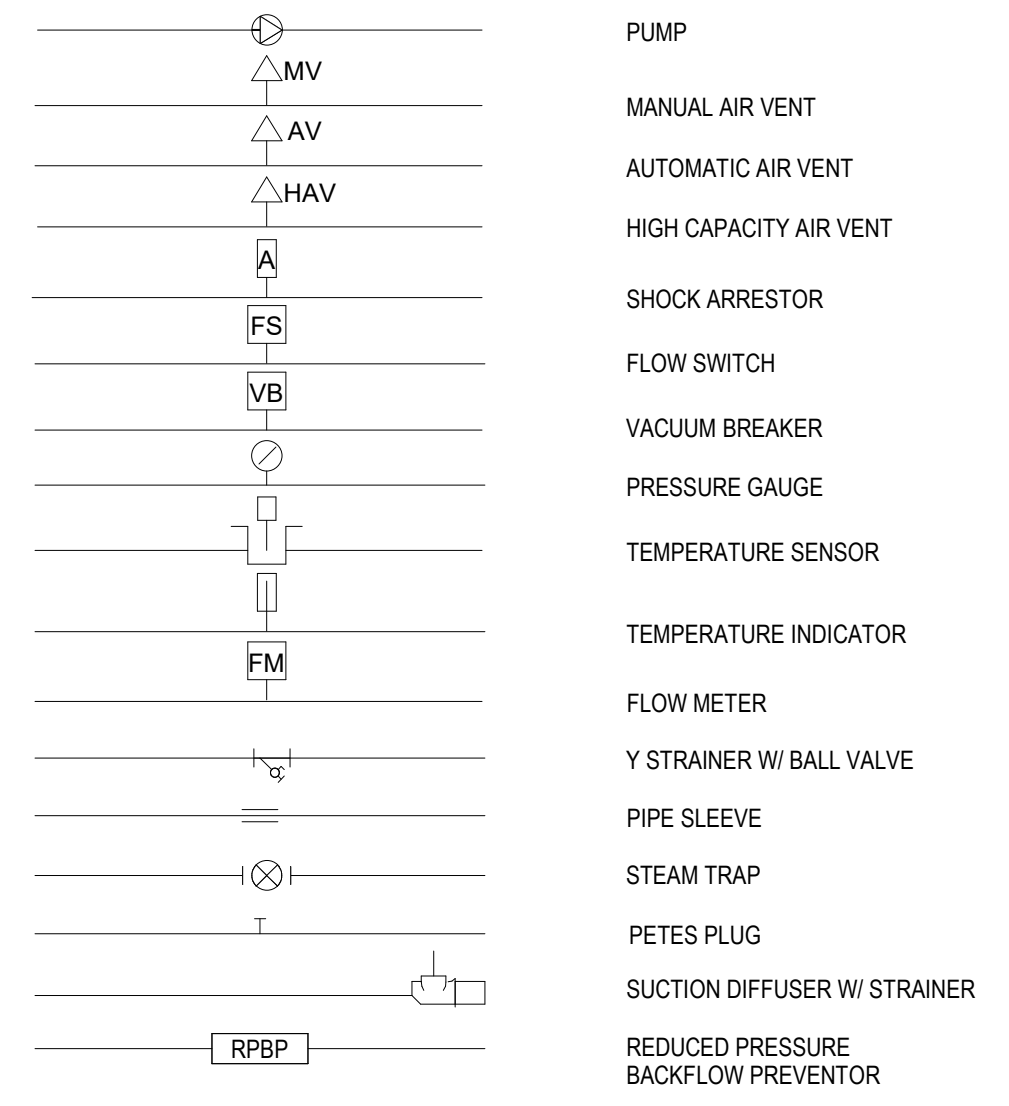 PUMP
MV
MANUAL AIR VENT
AV
AUTOMATIC AIR VENT
HAV
HIGH CAPACITY AIR VENT
A
SHOCK ARRESTOR
FS
FLOW SWITCH
VB
VACUUM BREAKER
PRESSURE GAUGE
TEMPERATURE SENSOR
TEMPERATURE INDICATOR
FM
FLOW METER
Y STRAINER W/ BALL VALVE
PIPE SLEEVE
STEAM TRAP
PETES PLUG
SUCTION DIFFUSER W/ STRAINER
RPBP
REDUCED PRESSURE
BACKFLOW PREVENTOR